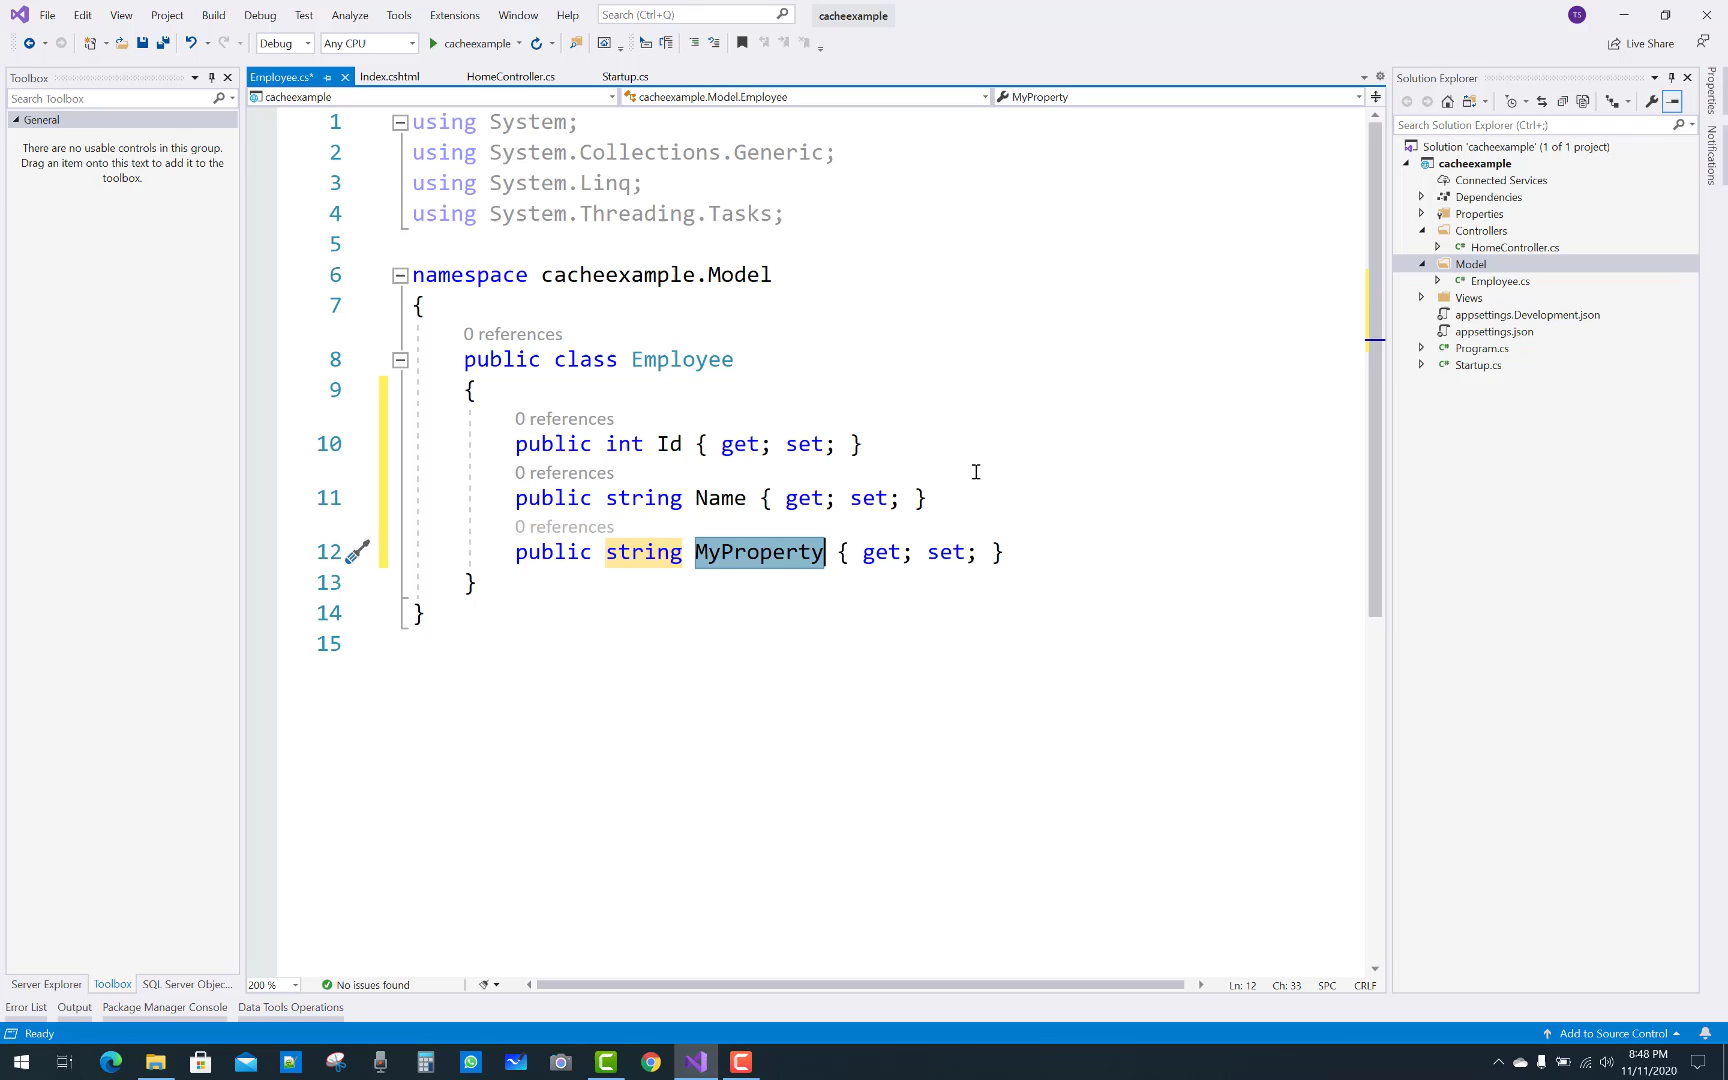 File Edit View Project Build Debug Test Analyze Tools Extensions Window Help Search (Ctrl+Q) cacheexample TS
Debug Any CPU cacheexample Live Share
Toolbox
Search Toolbox
General
There are no usable controls in this group.
Drag an item onto this text to add it to the
toolbox.
Employee.cs* Index.cshtml HomeController.cs Startup.cs
cacheexample cacheexample.Model.Employee MyProperty
1 using System;
2 using System.Collections.Generic;
3 using System.Linq;
4 using System.Threading.Tasks;
5
6 namespace cacheexample.Model
7 {
0 references
8 public class Employee
9 {
0 references
10 public int Id { get; set; }
0 references
11 public string Name { get; set; }
0 references
12 public string MyProperty { get; set; }
13 }
14 }
15
Solution Explorer
Search Solution Explorer (Ctrl+;)
Solution 'cacheexample' (1 of 1 project)
cacheexample
Connected Services
Dependencies
Properties
Controllers
HomeController.cs
Model
Employee.cs
Views
appsettings.Development.json
appsettings.json
Program.cs
Startup.cs
Properties
Notifications
200 % No issues found Ln: 12 Ch: 33 SPC CRLF
Server Explorer Toolbox SQL Server Objec...
Error List Output Package Manager Console Data Tools Operations
Ready Add to Source Control
8:48 PM
11/11/2020